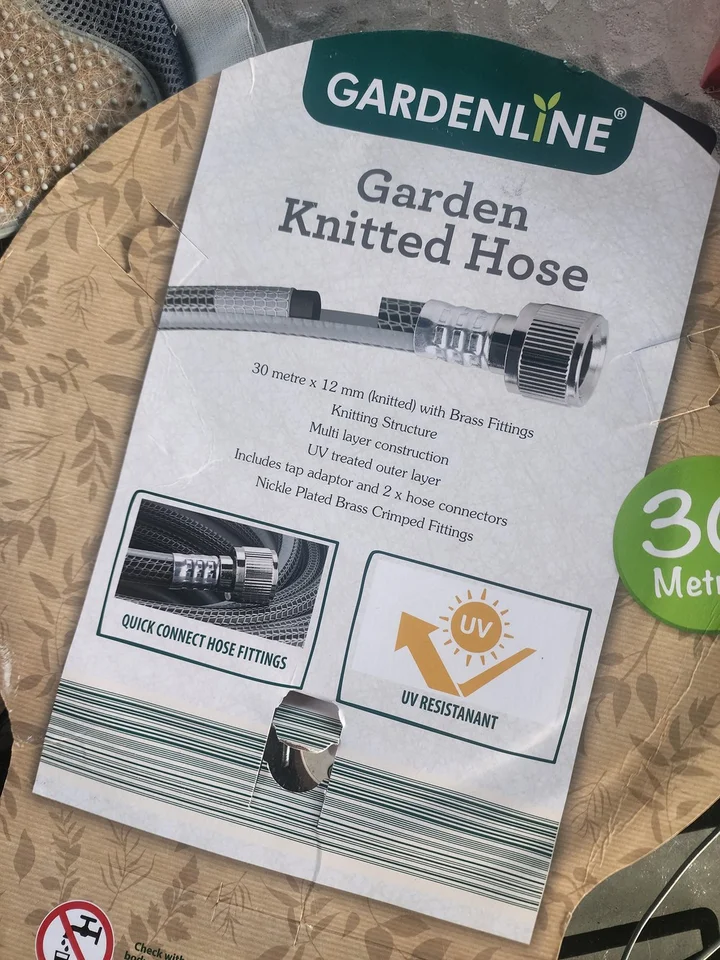 GARDENLINE®
Garden
Knitted Hose
30 metre x 12 mm (knitted) with Brass Fittings
Knitting Structure
Multi layer construction
UV treated outer layer
Includes tap adaptor and 2 x hose connectors
Nickle Plated Brass Crimped Fittings
30
Metr
QUICK CONNECT HOSE FITTINGS
UV
UV RESISTANANT
Check with